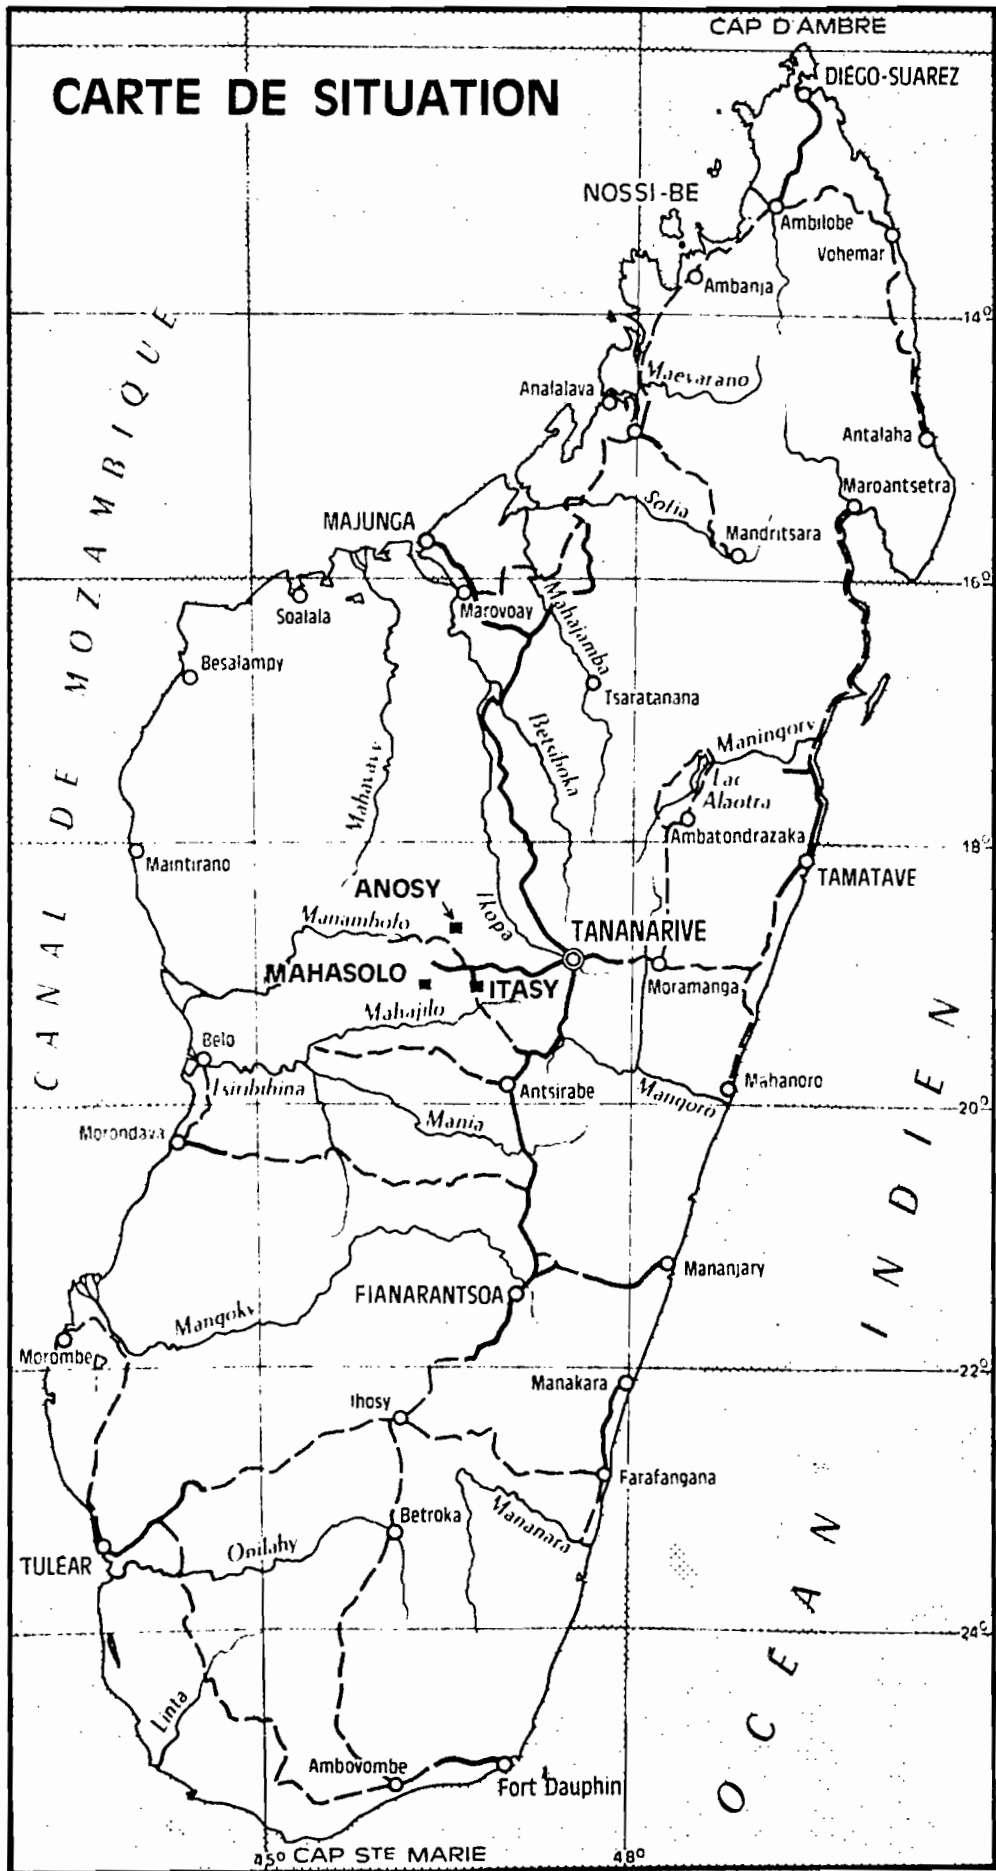 CAP D'AMBRE
CARTE DE SITUATION
DIÉGO-SUAREZ
NOSSI-BE
Ambilobe
Vohemar
Ambanja
14°
CANAL DE MOZAMBIQUE
Maevarano
Analalava
Antalaha
Maroantsetra
Sofia
MAJUNGA
Mandritsara
16°
Soalala
Marovoay
Mahajamba
Besalampy
Tsaratanana
Betsiboka
Maningory
Mahavavy
Lac
Alaotra
Ambatondrazaka
18°
Maintirano
TAMATAVE
ANOSY
Ikopa
Manambolo
TANANARIVE
MAHASOLO
ITASY
Moramanga
Mahajilo
Belo
Tsiribihina
Antsirabe
Mangoro
Mahanoro
20°
Mania
Morondava
OCEAN INDIEN
Mananjary
FIANARANTSOA
Mangoky
Morombe
22°
Manakara
Ihosy
Farafangana
Mananara
Betroka
Onilahy
TULÉAR
24°
Linta
Ambovombe
Fort Dauphin
45°
CAP STE MARIE
48°